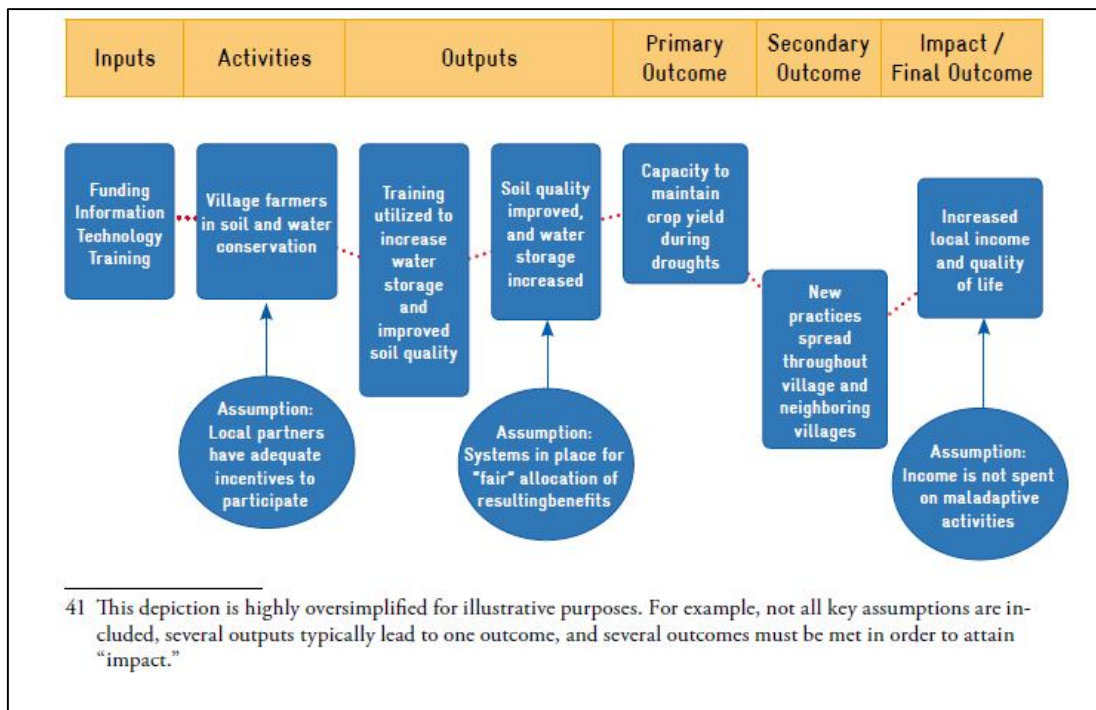 Inputs
Activities
Outputs
Primary
Outcome
Secondary
Outcome
Impact /
Final Outcome
Funding
Information
Technology
Training
Village farmers
in soil and water
conservation
Training
utilized to
increase
water
storage
and
improved
soil quality
Soil quality
improved,
and water
storage
increased
Capacity to
maintain
crop yield
during
droughts
New
practices
spread
throughout
village and
neighboring
villages
Increased
local income
and quality
of life
Assumption:
Local partners
have adequate
incentives to
participate
Assumption:
Systems in place for
"fair" allocation of
resultingbenefits
Assumption:
Income is not spent
on maladaptive
activities
41 This depiction is highly oversimplified for illustrative purposes. For example, not all key assumptions are in-
cluded, several outputs typically lead to one outcome, and several outcomes must be met in order to attain
“impact.”